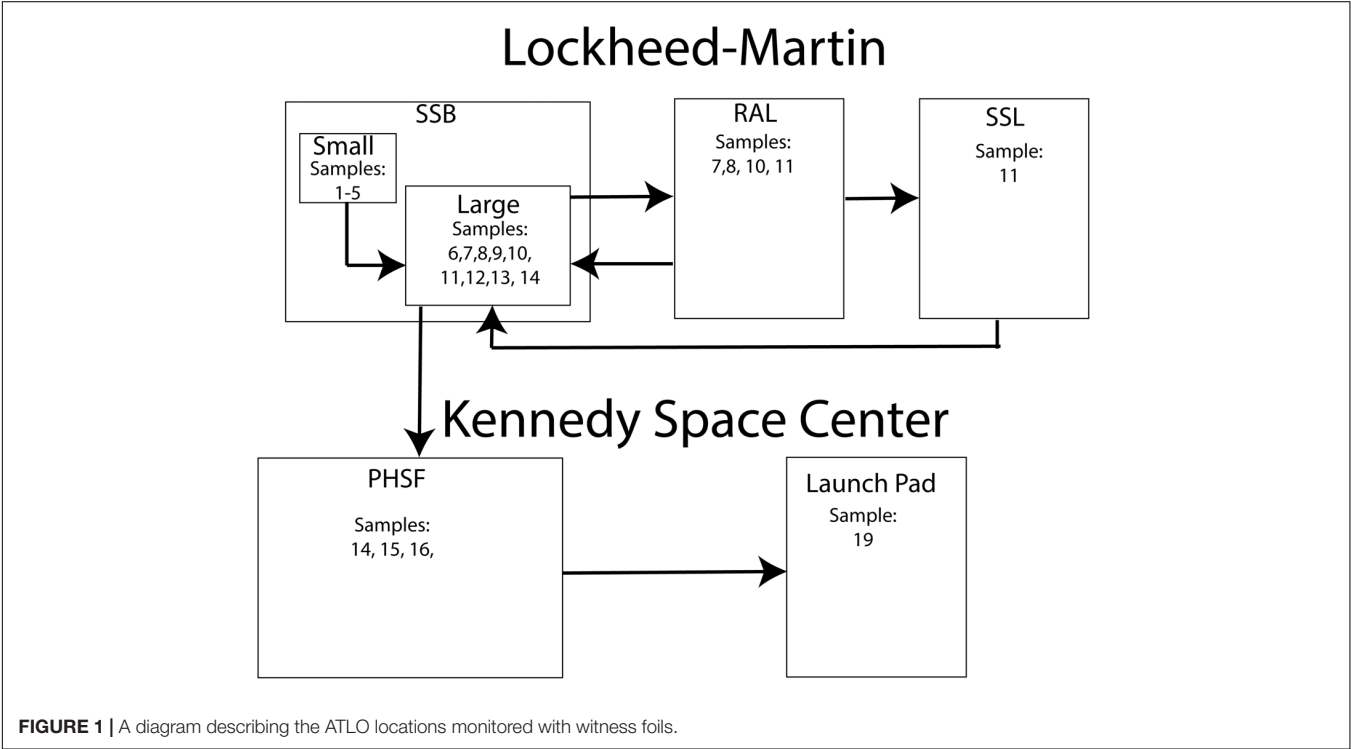 Lockheed-Martin
SSB
Small
Samples:
1-5
Large
Samples:
6,7,8,9,10,
11,12,13, 14
RAL
Samples:
7,8, 10, 11
SSL
Sample:
11
Kennedy Space Center
PHSF
Samples:
14, 15, 16,
Launch Pad
Sample:
19
FIGURE 1 | A diagram describing the ATLO locations monitored with witness foils.